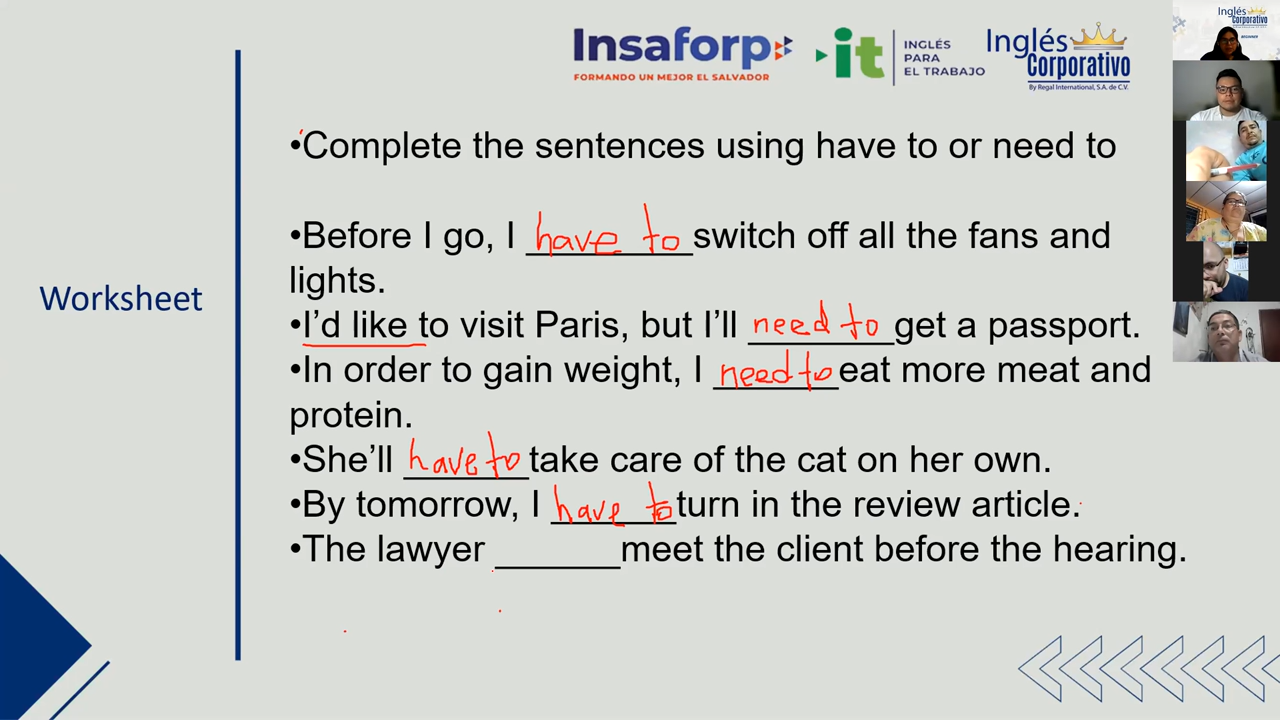 Insaforp
FORMANDO UN MEJOR EL SALVADOR
it
INGLÉS
PARA
EL TRABAJO
Inglés
Corporativo
By Regal International, S.A. de C.V.
Inglés
Corporativo
Worksheet
•Complete the sentences using have to or need to
•Before I go, I have to switch off all the fans and
lights.
•I'd like to visit Paris, but I'll need to get a passport.
•In order to gain weight, I need to eat more meat and
protein.
•She'll have to take care of the cat on her own.
•By tomorrow, I have to turn in the review article.
•The lawyer ______meet the client before the hearing.